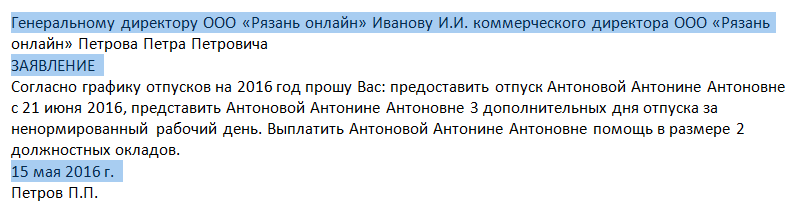 Генеральному директору ООО «Рязань онлайн» Иванову И.И. коммерческого директора ООО «Рязань
онлайн» Петрова Петра Петровича
ЗАЯВЛЕНИЕ
Согласно графику отпусков на 2016 год прошу Вас: предоставить отпуск Антоновой Антонине Антоновне
с 21 июня 2016, представить Антоновой Антонине Антоновне 3 дополнительных дня отпуска за
ненормированный рабочий день. Выплатить Антоновой Антонине Антоновне помощь в размере 2
должностных окладов.
15 мая 2016 г.
Петров П.П.